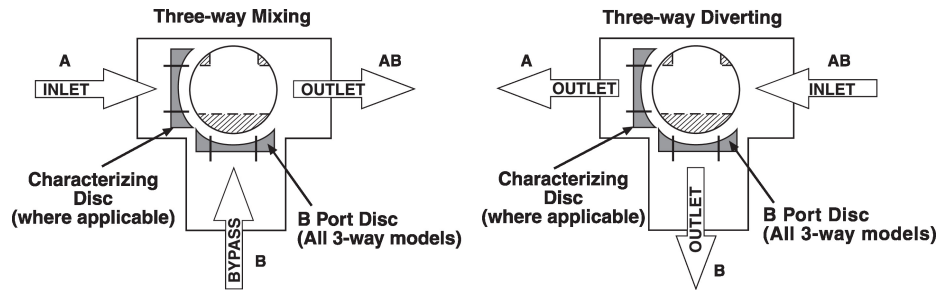 Three-way Mixing
A
INLET
AB
OUTLET
Characterizing
Disc
(where applicable)
B Port Disc
(All 3-way models)
BYPASS
B
Three-way Diverting
A
OUTLET
AB
INLET
Characterizing
Disc
(where applicable)
B Port Disc
(All 3-way models)
OUTLET
B